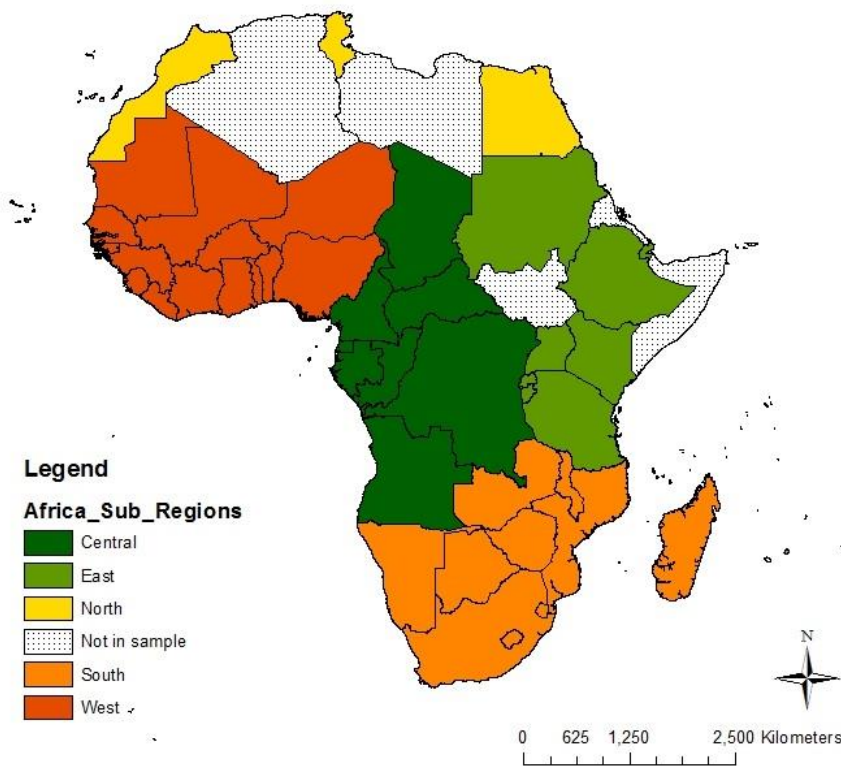 Legend
Africa_Sub_Regions
Central
East
North
Not in sample
South
West
N
0 625 1,250 2,500 Kilometers